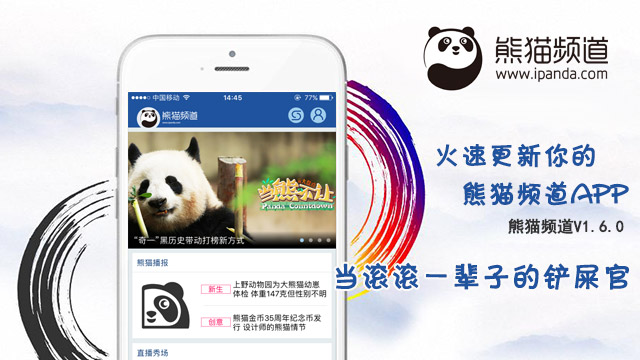 熊猫频道
www.ipanda.com
中国移动
14:45
77%
熊猫频道
当熊不让
Panda Countdown
"奇一"黑历史带动打榜新方式
熊猫播报
新生
上野动物园为大熊猫幼崽
体检 体重147克但性别不明
创意
熊猫金币35周年纪念币发
行 设计师的熊猫情节
直播秀场
火速更新你的
熊猫频道APP
熊猫频道V1.6.0
当滚滚一辈子的铲屎官